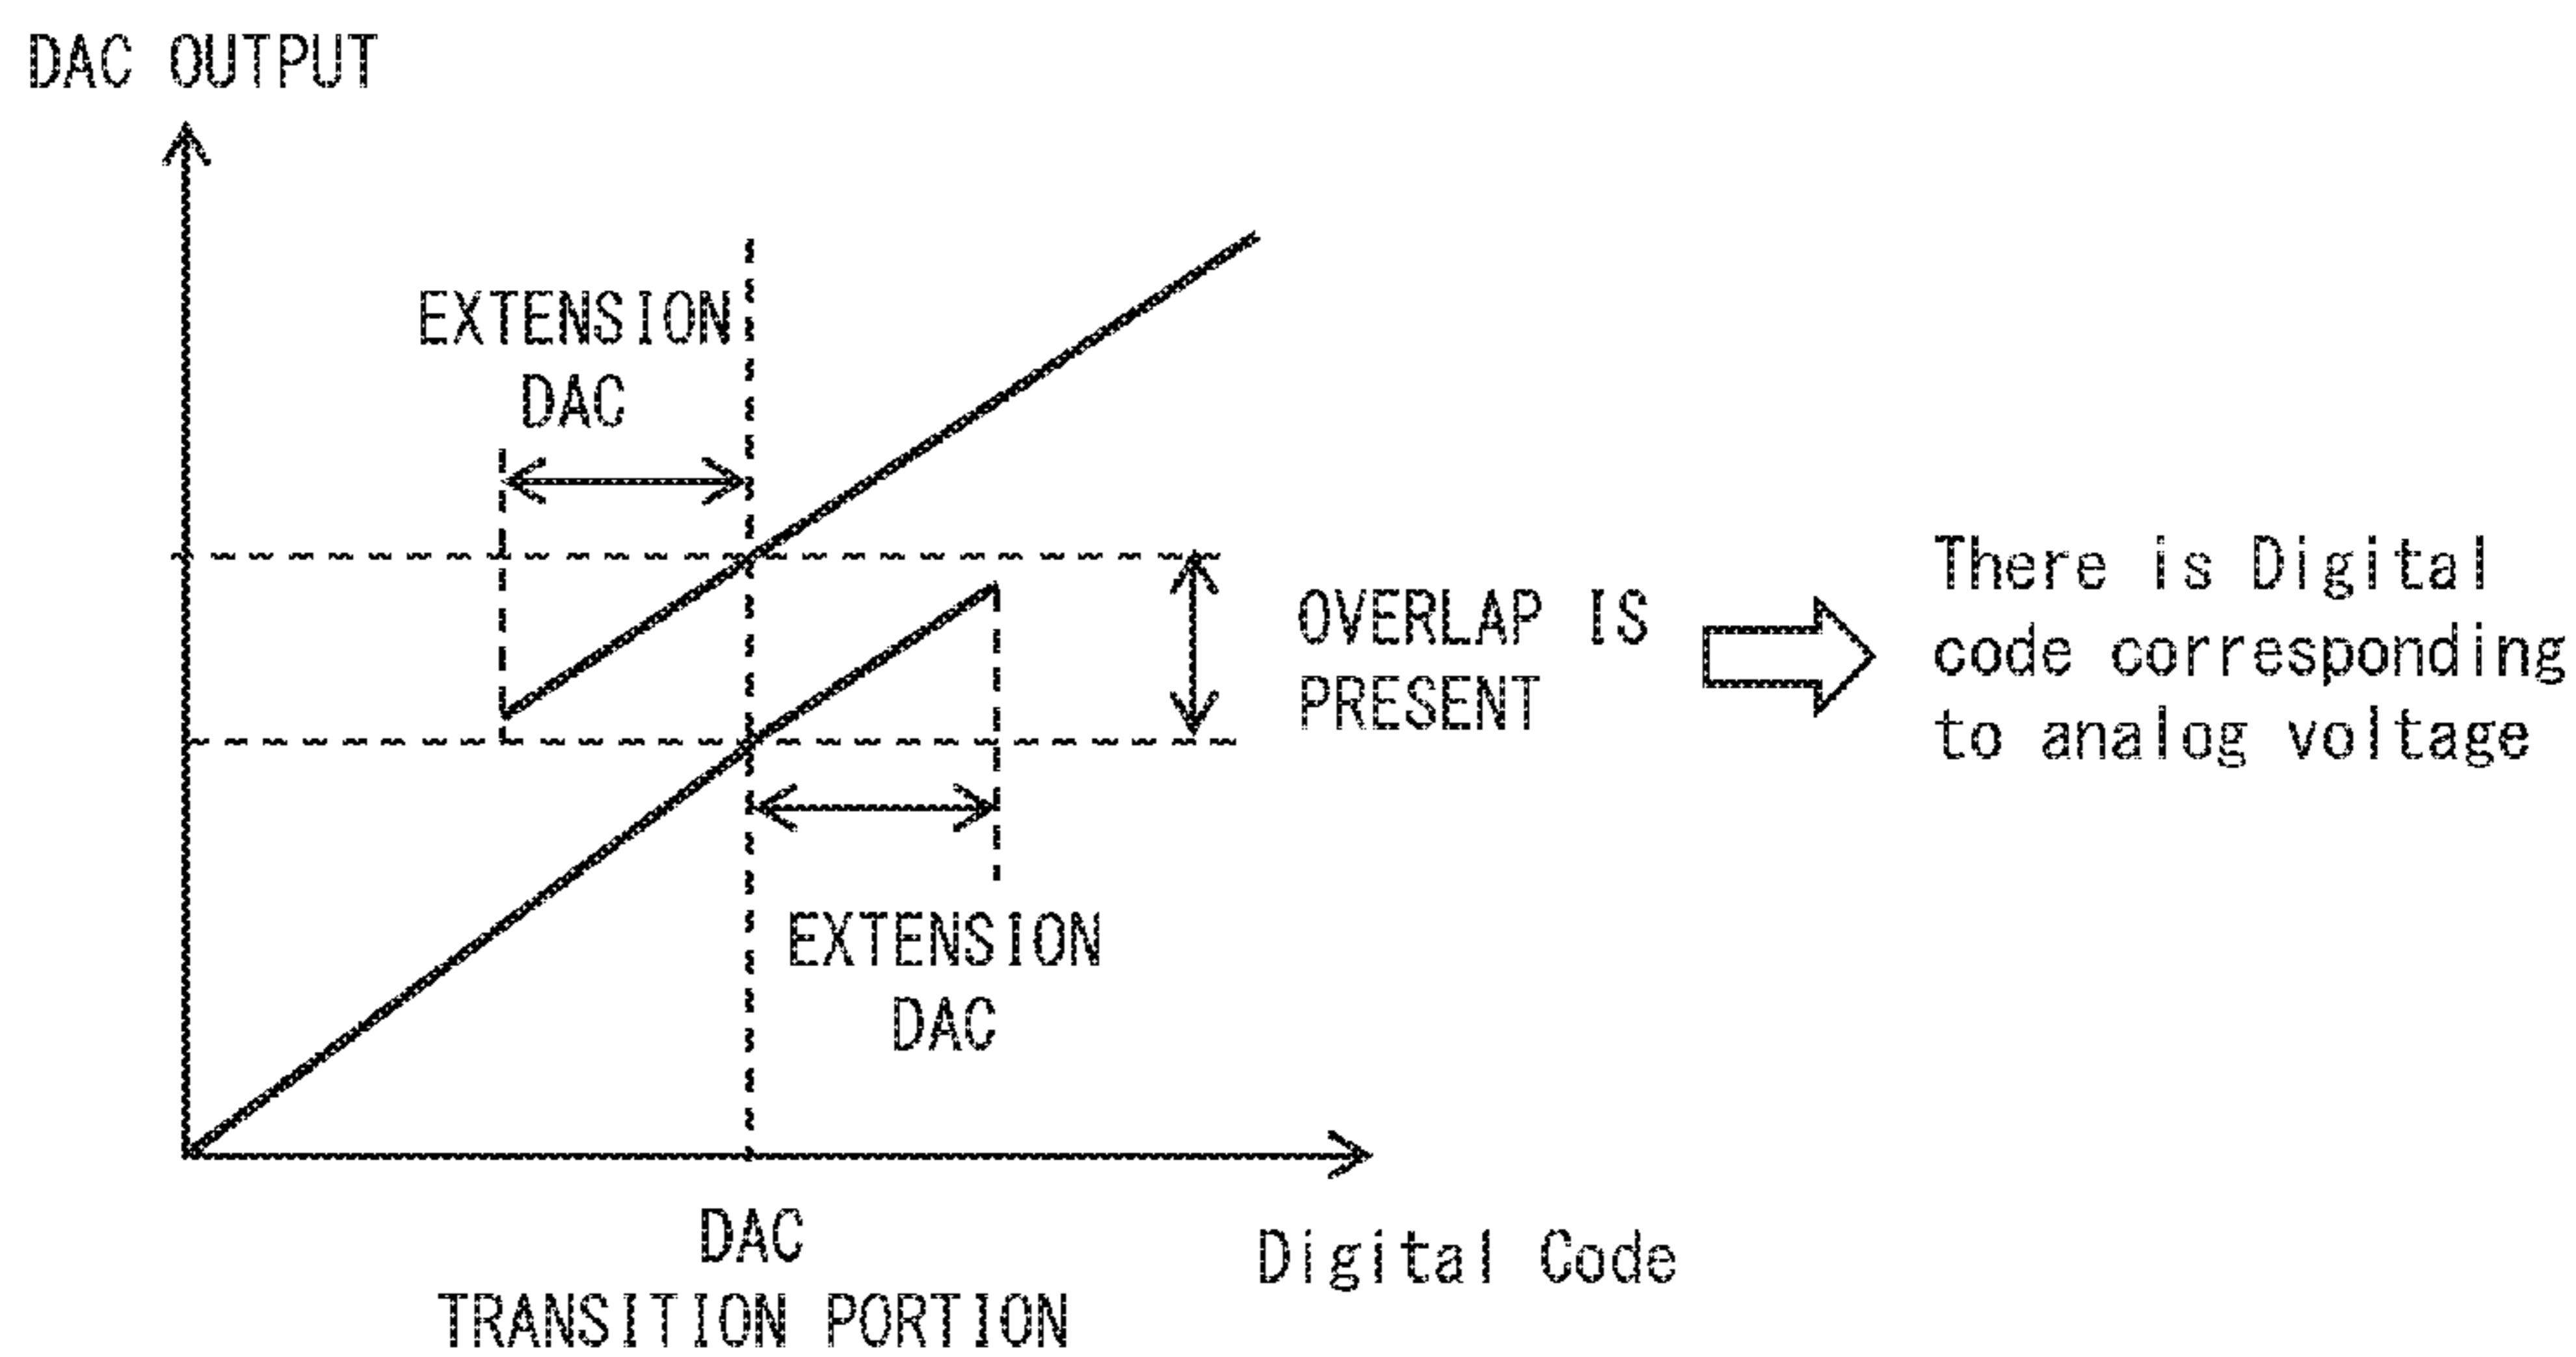 DAC OUTPUT
EXTENSION
DAC
OVERLAP IS
PRESENT
There is Digital
code corresponding
to analog voltage
EXTENSION
DAC
DAC
TRANSITION PORTION
Digital Code